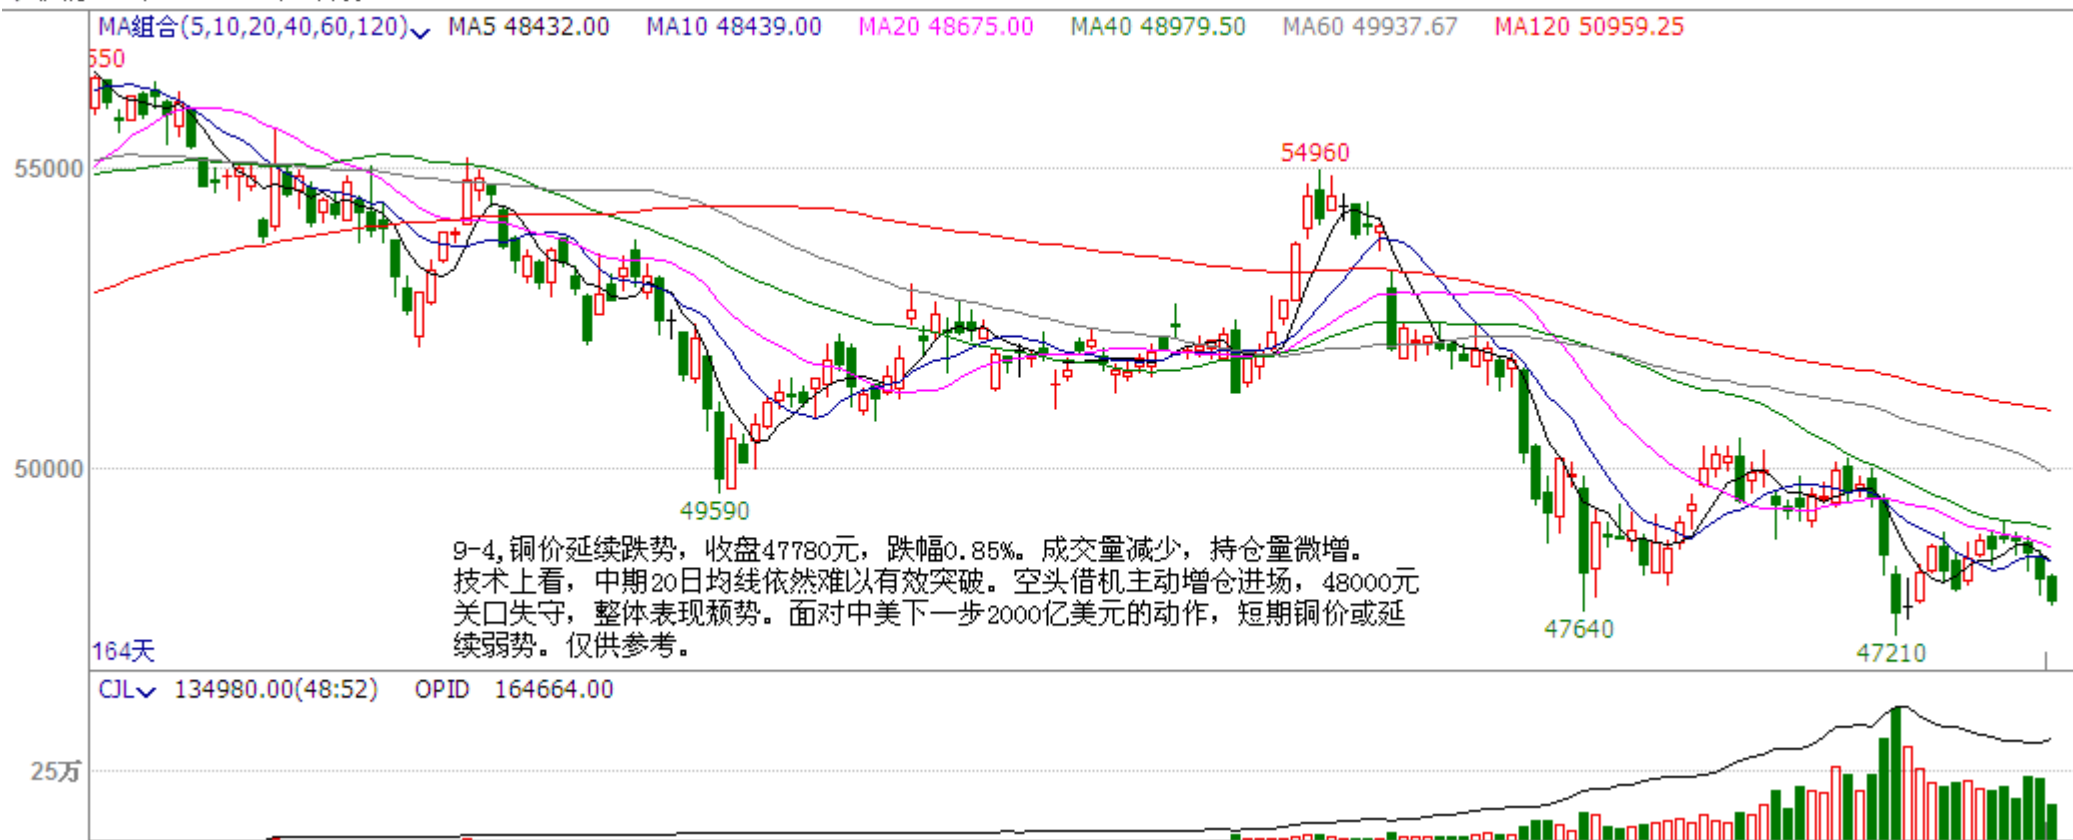 MA组合(5,10,20,40,60,120) MA5 48432.00 MA10 48439.00 MA20 48675.00 MA40 48979.50 MA60 49937.67 MA120 50959.25
550
54960
55000
50000
49590
9-4,铜价延续跌势，收盘47780元，跌幅0.85%。成交量减少，持仓量微增。
技术上看，中期20日均线依然难以有效突破。空头借机主动增仓进场，48000元
关口失守，整体表现颓势。面对中美下一步2000亿美元的动作，短期铜价或延
续弱势。仅供参考。
47640
47210
164天
CJL 134980.00(48:52) OPID 164664.00
25万